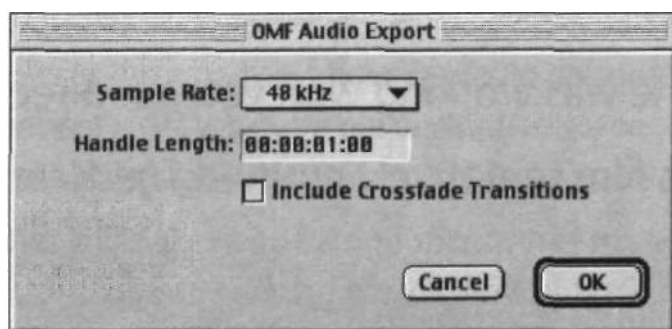 OMF Audio Export
Sample Rate: 48 kHz
Handle Length: 00:00:01:00
Include Crossfade Transitions
Cancel OK